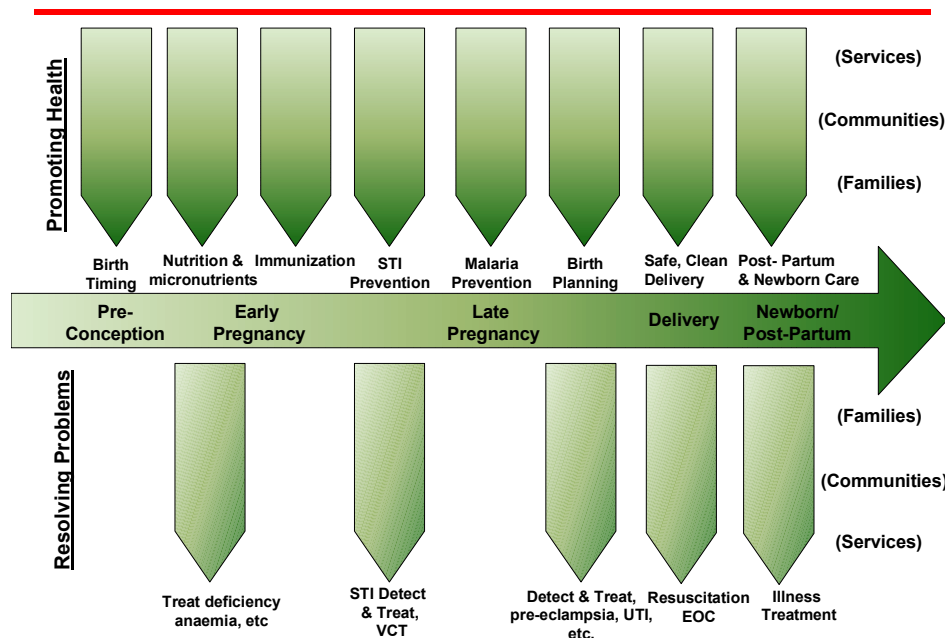 Promoting Health
(Services)
(Communities)
(Families)
Birth
Timing
Nutrition &
micronutrients
Immunization
STI
Prevention
Malaria
Prevention
Birth
Planning
Safe, Clean
Delivery
Post- Partum
& Newborn Care
Pre-
Conception
Early
Pregnancy
Late
Pregnancy
Delivery
Newborn/
Post-Partum
Resolving Problems
(Families)
(Communities)
(Services)
Treat deficiency
anaemia, etc
STI Detect
& Treat,
VCT
Detect & Treat,
pre-eclampsia, UTI,
etc.
Resuscitation
EOC
Illness
Treatment